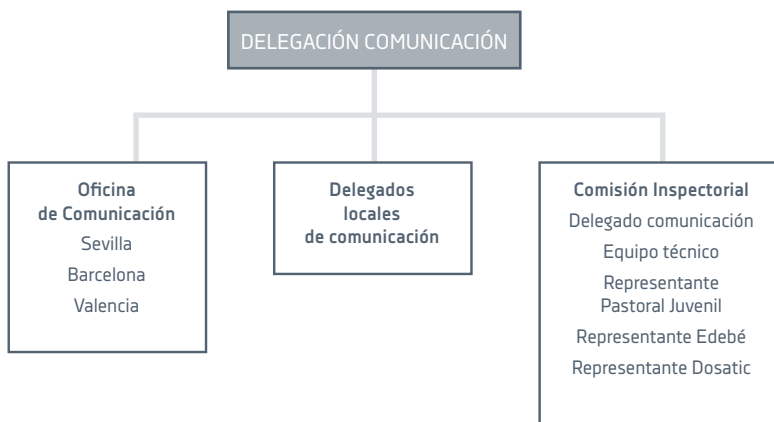 DELEGACIÓN COMUNICACIÓN
Oficina
de Comunicación
Sevilla
Barcelona
Valencia
Delegados
locales
de comunicación
Comisión Inspectorial
Delegado comunicación
Equipo técnico
Representante
Pastoral Juvenil
Representante Edebé
Representante Dosatic